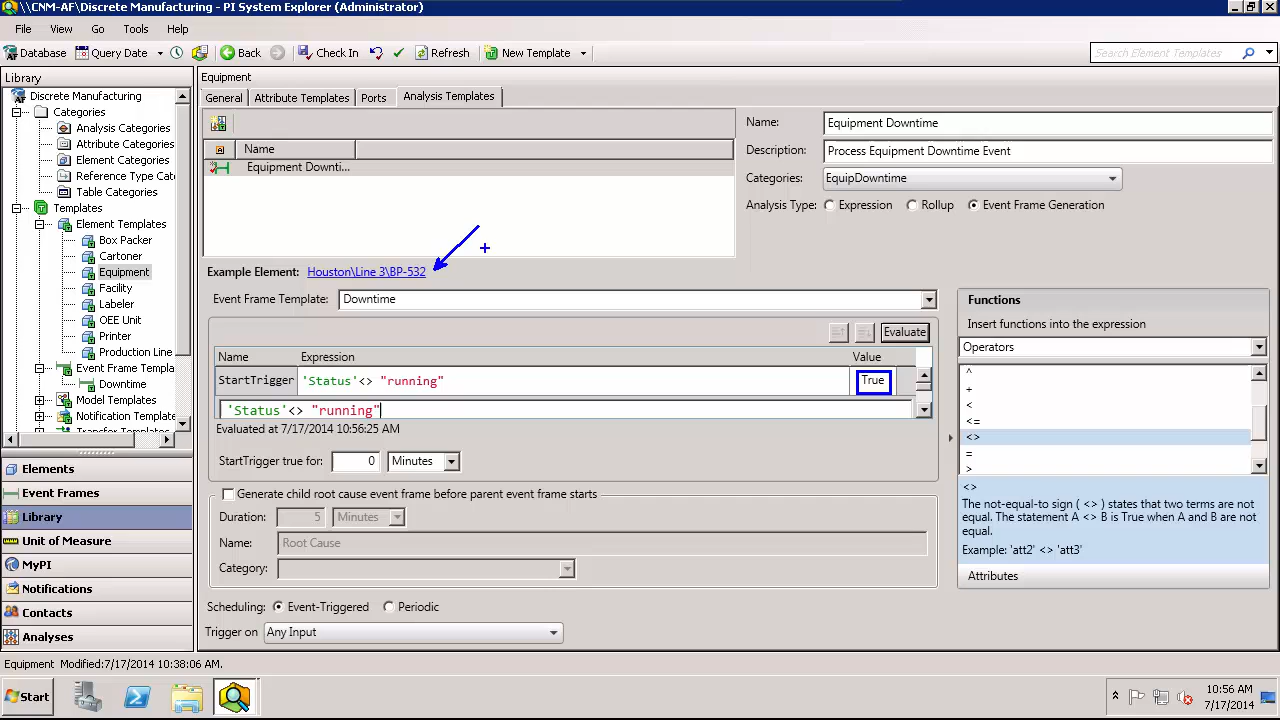 \\CNM-AF\Discrete Manufacturing - PI System Explorer (Administrator)
File View Go Tools Help
Database Query Date Back Check In Refresh New Template Search Element Templates
Library
Discrete Manufacturing
Categories
Analysis Categories
Attribute Categories
Element Categories
Reference Type Cat
Table Categories
Templates
Element Templates
Box Packer
Cartoner
Equipment
Facility
Labeler
OEE Unit
Printer
Production Line
Event Frame Templa
Downtime
Model Templates
Notification Template
Transfer Templates
Elements
Event Frames
Library
Unit of Measure
MyPI
Notifications
Contacts
Analyses
Equipment
General Attribute Templates Ports Analysis Templates
Name
Equipment Downti...
Name: Equipment Downtime
Description: Process Equipment Downtime Event
Categories: EquipDowntime
Analysis Type: Expression Rollup Event Frame Generation
Example Element: Houston\Line 3\BP-532
Event Frame Template: Downtime
Evaluate
Name Expression Value
StartTrigger 'Status'<> "running" True
'Status'<> "running"
Evaluated at 7/17/2014 10:56:25 AM
StartTrigger true for: 0 Minutes
Generate child root cause event frame before parent event frame starts
Duration: 5 Minutes
Name: Root Cause
Category:
Scheduling: Event-Triggered Periodic
Trigger on Any Input
Functions
Insert functions into the expression
Operators
^
+
<
<=
<>
=
>
<>
The not-equal-to sign ( <> ) states that two terms are not
equal. The statement A <> B is True when A and B are not
equal.
Example: 'att2' <> 'att3'
Attributes
Equipment Modified:7/17/2014 10:38:06 AM.
Start
10:56 AM
7/17/2014